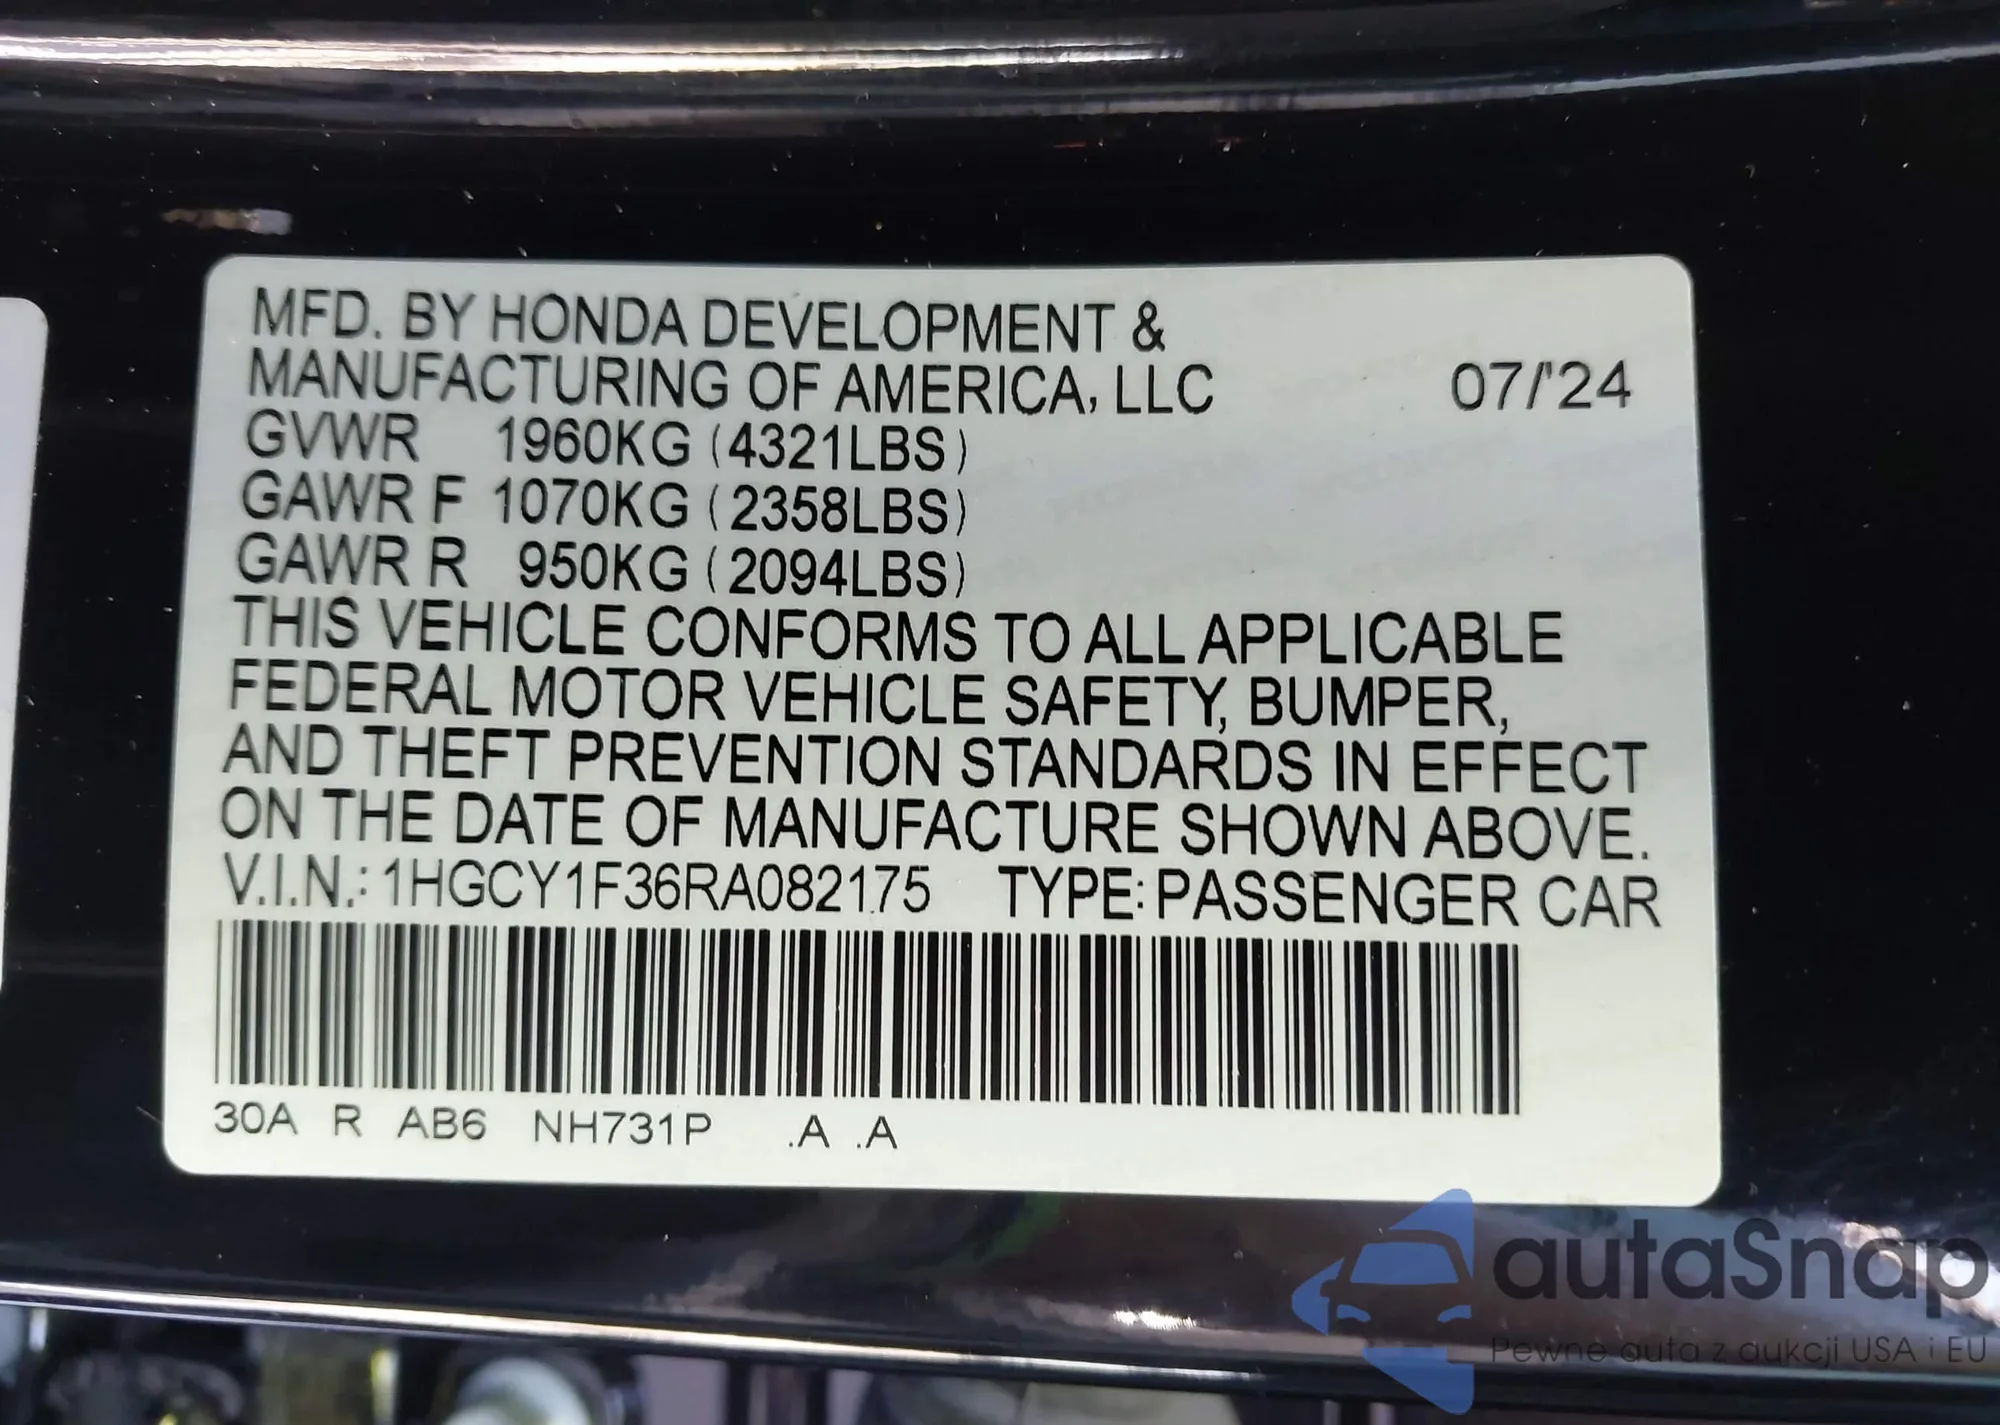 MFD. BY HONDA DEVELOPMENT &
MANUFACTURING OF AMERICA, LLC 07/'24
GVWR 1960KG (4321LBS)
GAWR F 1070KG (2358LBS)
GAWR R 950KG (2094LBS)
THIS VEHICLE CONFORMS TO ALL APPLICABLE
FEDERAL MOTOR VEHICLE SAFETY, BUMPER,
AND THEFT PREVENTION STANDARDS IN EFFECT
ON THE DATE OF MANUFACTURE SHOWN ABOVE.
V.I.N.: 1HGCY1F36RA082175 TYPE: PASSENGER CAR
30A R AB6 NH731P .A .A
autaSnap
Pewne auta z aukcji USA i EU